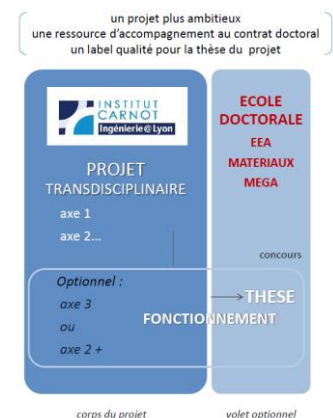 un projet plus ambitieux
une ressource d'accompagnement au contrat doctoral
un label qualité pour la thèse du projet
INSTITUT
CARNOT
Ingénierie@Lyon
PROJET
TRANSDISCIPLINAIRE
axe 1
axe 2...
ECOLE
DOCTORALE
EEA
MATERIAUX
MEGA
concours
Optionnel :
axe 3
ou
axe 2 +
THESE
FONCTIONNEMENT
corps du projet
volet optionnel